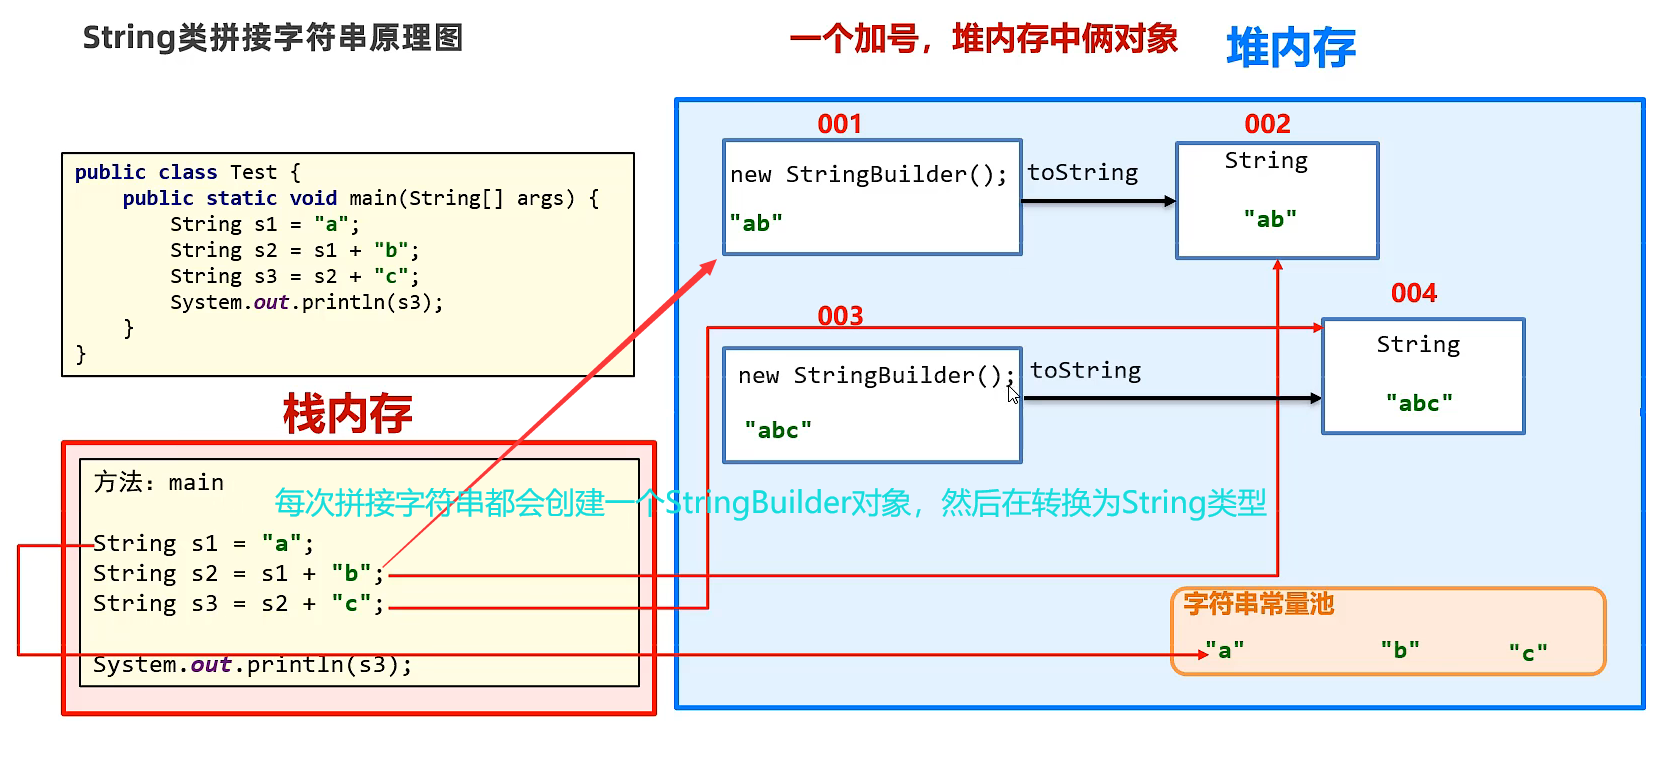 String类拼接字符串原理图
一个加号，堆内存中俩对象
堆内存
public class Test {
public static void main(String[] args) {
String s1 = "a";
String s2 = s1 + "b";
String s3 = s2 + "c";
System.out.println(s3);
}
}
001
new StringBuilder();
"ab"
toString
002
String
"ab"
003
new StringBuilder();
"abc"
toString
004
String
"abc"
栈内存
方法：main
每次拼接字符串都会创建一个StringBuilder对象，然后在转换为String类型
String s1 = "a";
String s2 = s1 + "b";
String s3 = s2 + "c";
System.out.println(s3);
字符串常量池
"a" "b" "c"